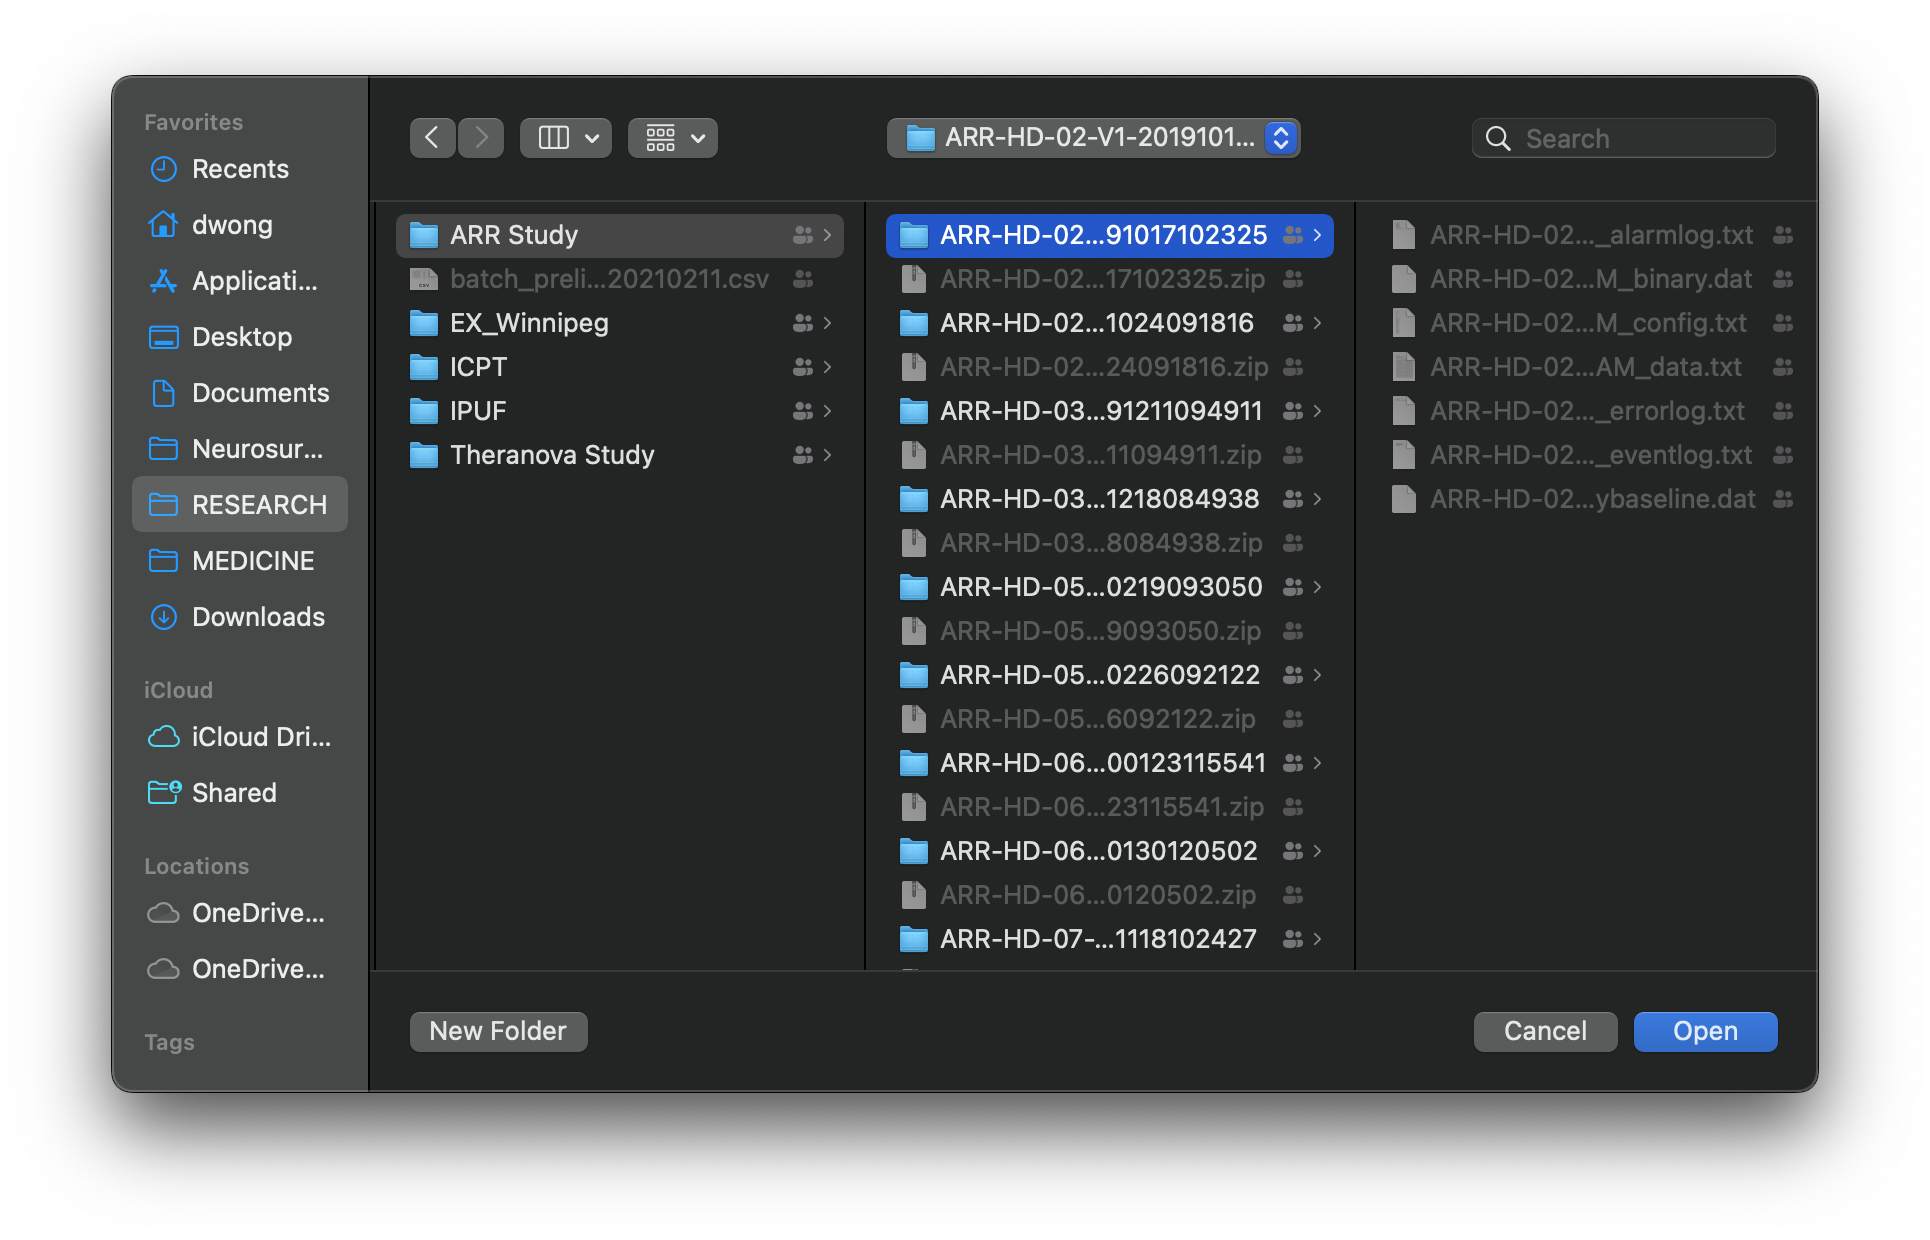 Favorites
Recents
dwong
Applicati...
Desktop
Documents
Neurosur...
RESEARCH
MEDICINE
Downloads
iCloud
iCloud Dri...
Shared
Locations
OneDrive...
OneDrive...
Tags
ARR-HD-02-V1-2019101...
Search
ARR Study
batch_preli...20210211.csv
EX_Winnipeg
ICPT
IPUF
Theranova Study
ARR-HD-02...91017102325
ARR-HD-02...17102325.zip
ARR-HD-02...1024091816
ARR-HD-02...24091816.zip
ARR-HD-03...91211094911
ARR-HD-03...11094911.zip
ARR-HD-03...1218084938
ARR-HD-03...8084938.zip
ARR-HD-05...0219093050
ARR-HD-05...9093050.zip
ARR-HD-05...0226092122
ARR-HD-05...6092122.zip
ARR-HD-06...00123115541
ARR-HD-06...23115541.zip
ARR-HD-06...0130120502
ARR-HD-06...0120502.zip
ARR-HD-07-...1118102427
ARR-HD-02..._alarmlog.txt
ARR-HD-02...M_binary.dat
ARR-HD-02...M_config.txt
ARR-HD-02...AM_data.txt
ARR-HD-02..._errorlog.txt
ARR-HD-02..._eventlog.txt
ARR-HD-02...ybaseline.dat
New Folder
Cancel
Open